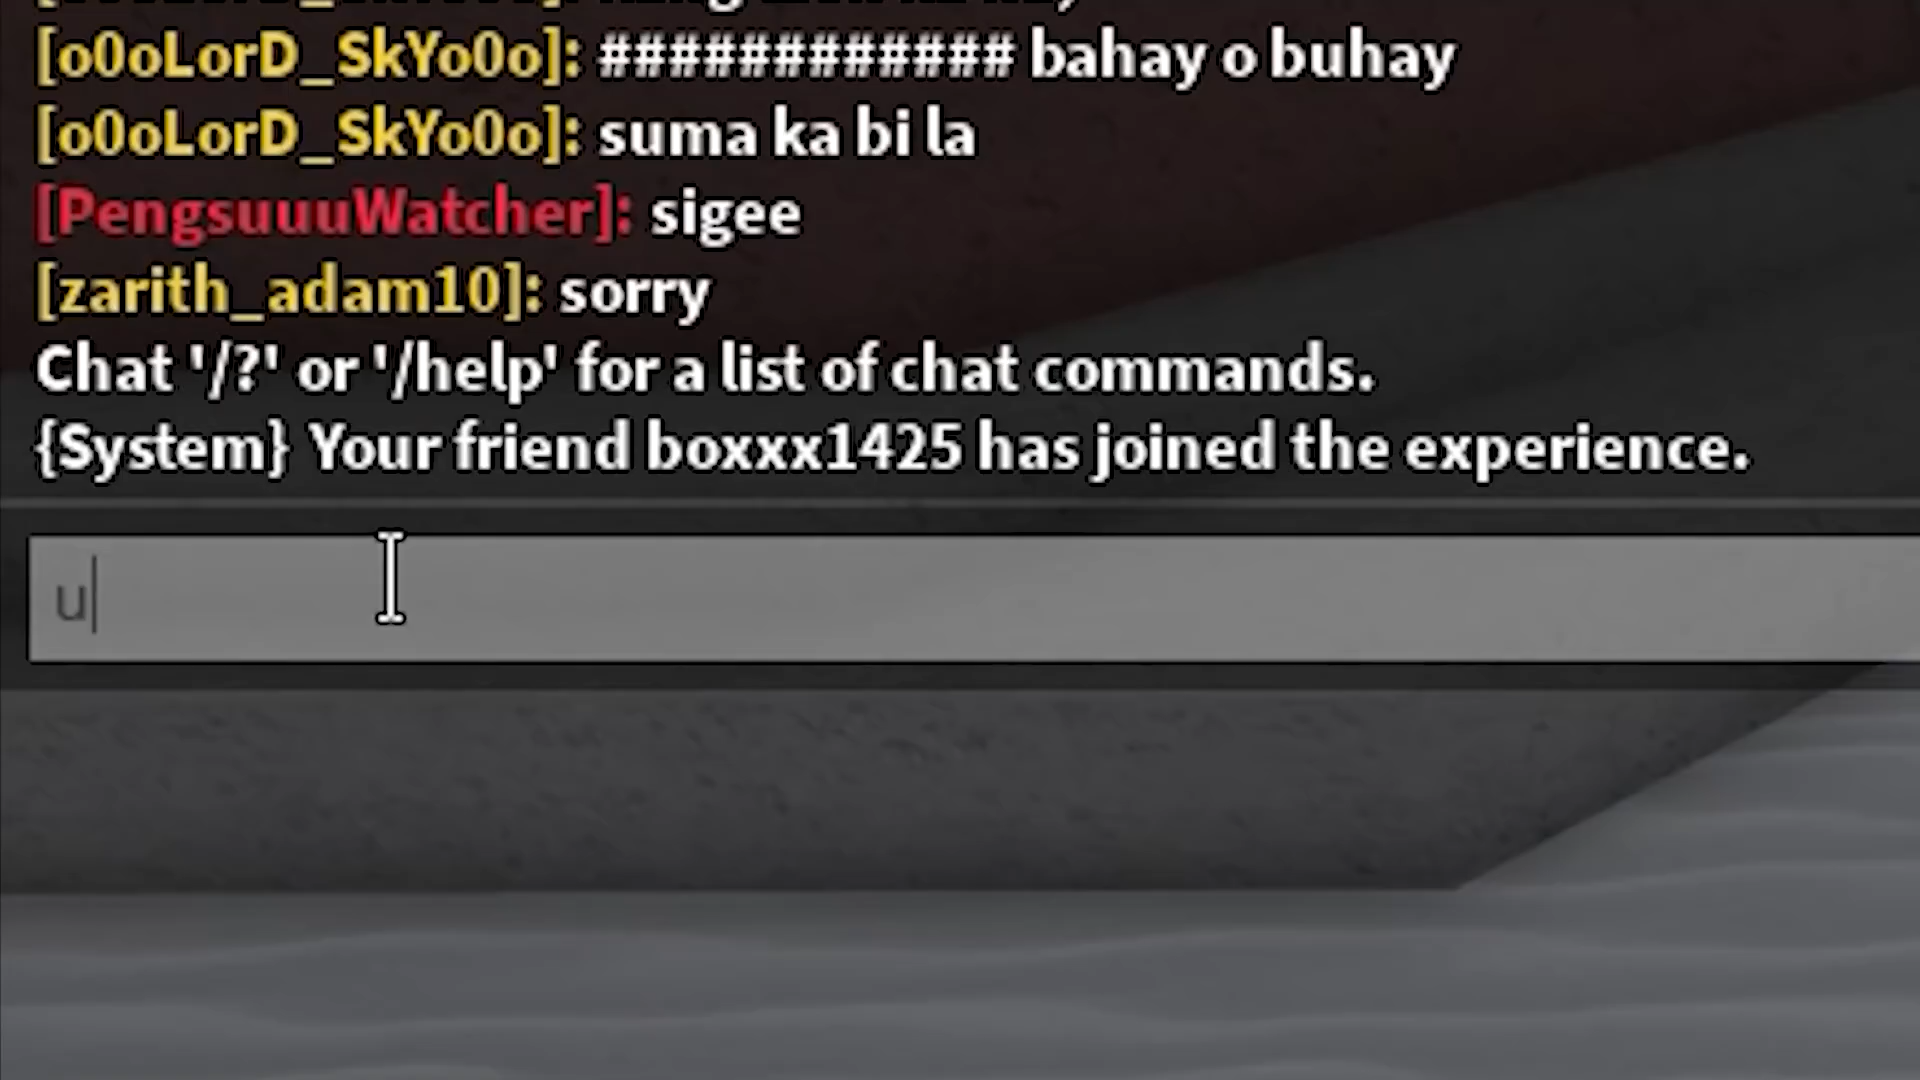 [o0oLorD_SkYo0o]: ############ bahay o buhay
[o0oLorD_SkYo0o]: suma ka bi la
[PengsuuuWatcher]: sigee
[zarith_adam10]: sorry
Chat '/?' or '/help' for a list of chat commands.
{System} Your friend boxxx1425 has joined the experience.
u